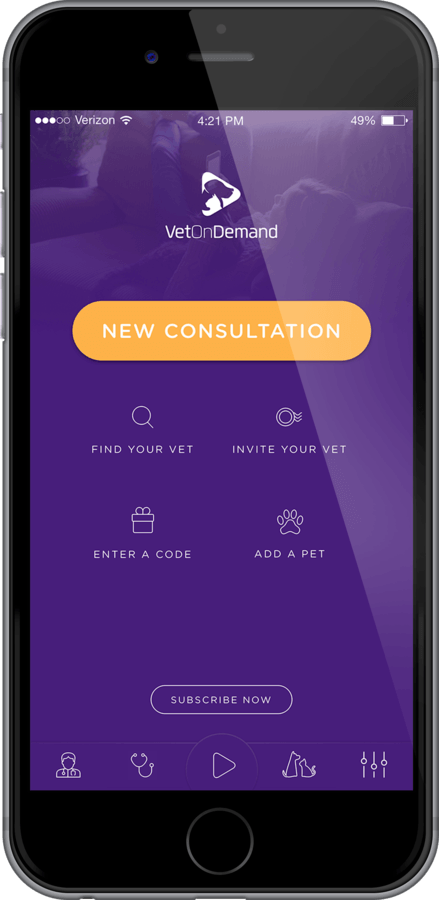 Verizon 4:21 PM 49%
VetOnDemand
NEW CONSULTATION
FIND YOUR VET INVITE YOUR VET
ENTER A CODE ADD A PET
SUBSCRIBE NOW